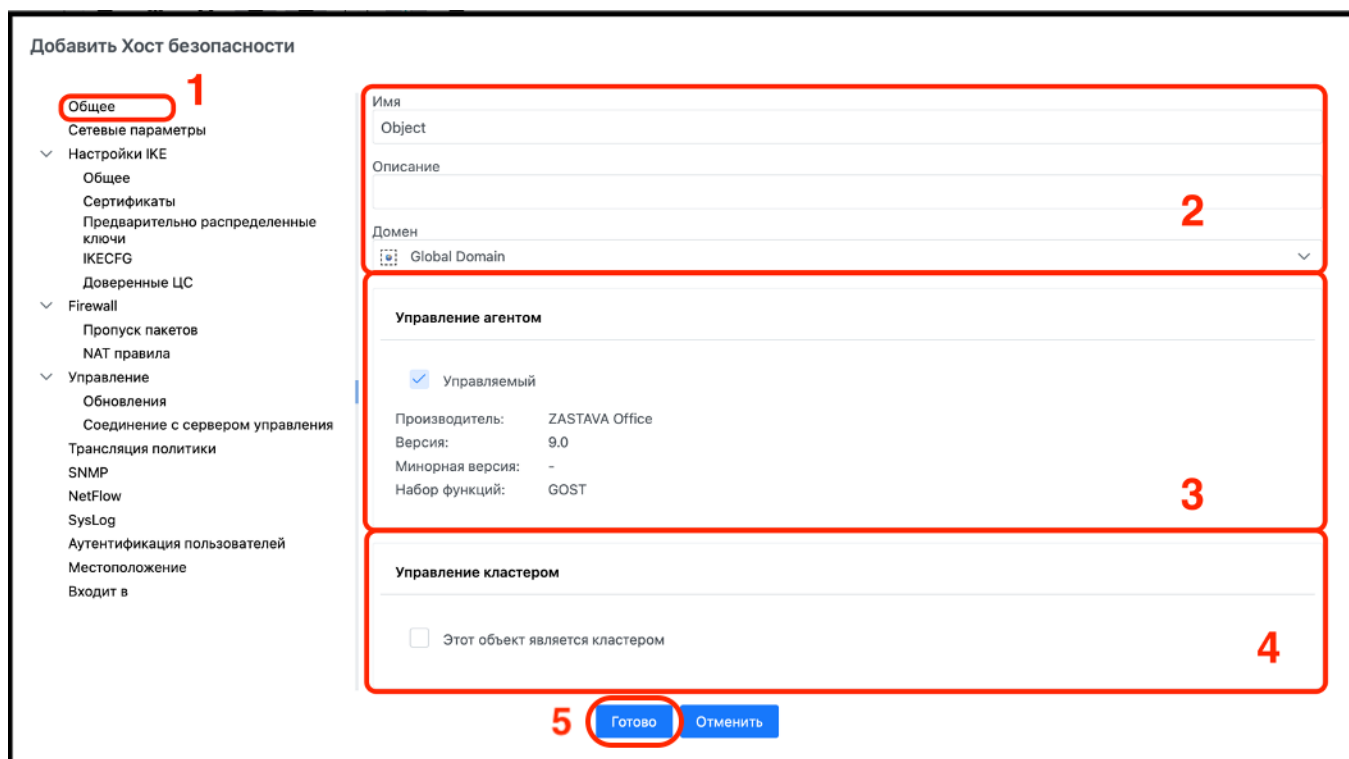 Добавить Хост безопасности
1
Общее
Сетевые параметры
Настройки IKE
Общее
Сертификаты
Предварительно распределенные
ключи
IKECFG
Доверенные ЦС
Firewall
Пропуск пакетов
NAT правила
Управление
Обновления
Соединение с сервером управления
Трансляция политики
SNMP
NetFlow
SysLog
Аутентификация пользователей
Местоположение
Входит в
Имя
Object
Описание
2
Домен
Global Domain
Управление агентом
Управляемый
Производитель: ZASTAVA Office
Версия: 9.0
Минорная версия: -
Набор функций: GOST
3
Управление кластером
Этот объект является кластером
4
5
Готово Отменить